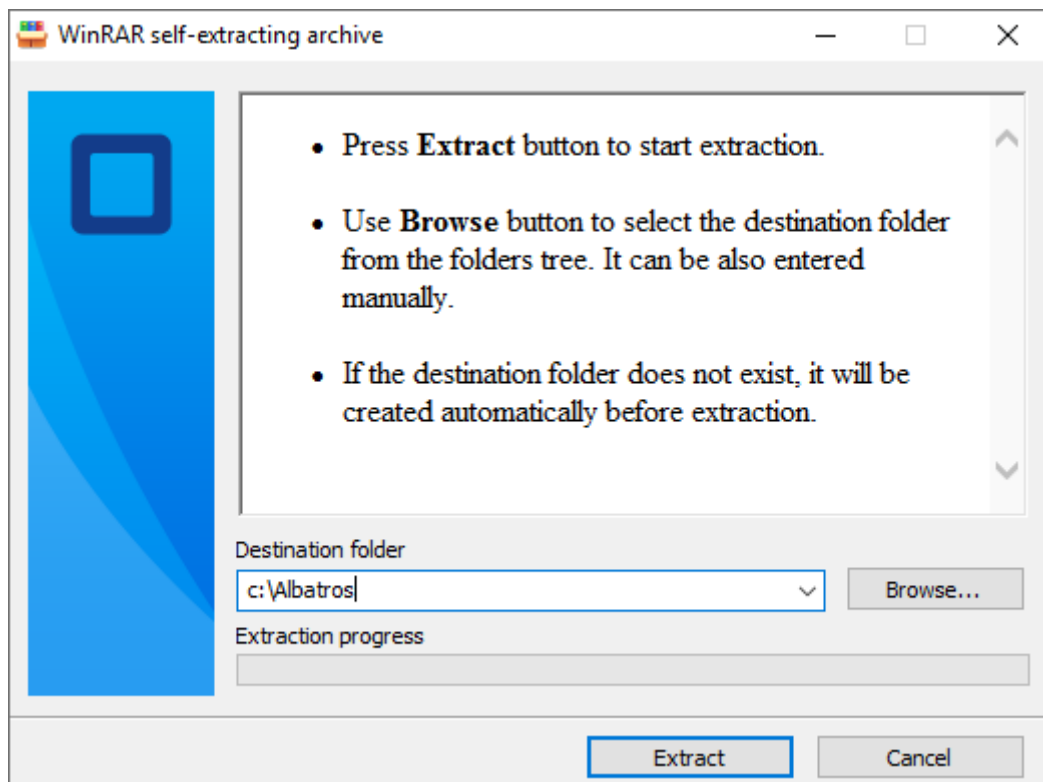 WinRAR self-extracting archive
• Press Extract button to start extraction.
• Use Browse button to select the destination folder
from the folders tree. It can be also entered
manually.
• If the destination folder does not exist, it will be
created automatically before extraction.
Destination folder
c:\Albatros
Browse...
Extraction progress
Extract
Cancel